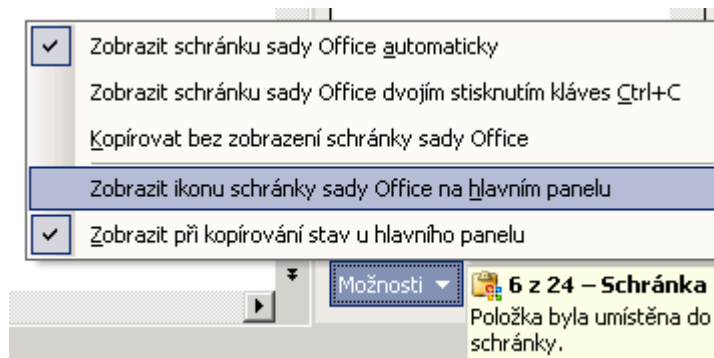 Zobrazit schránku sady Office automaticky
Zobrazit schránku sady Office dvojím stisknutím kláves Ctrl+C
Kopírovat bez zobrazení schránky sady Office
Zobrazit ikonu schránky sady Office na hlavním panelu
Zobrazit při kopírování stav u hlavního panelu
Možnosti
6 z 24 – Schránka
Položka byla umístěna do
schránky.